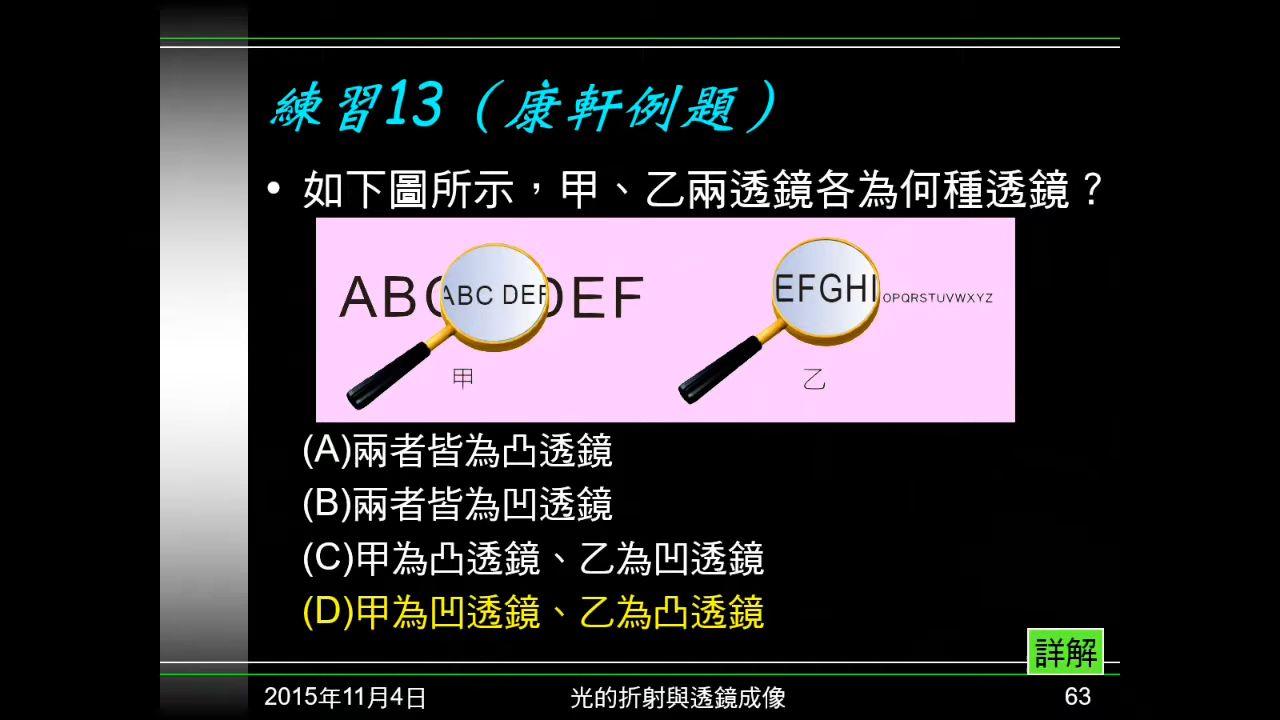 練習13（康軒例題）
• 如下圖所示，甲、乙兩透鏡各為何種透鏡？
ABC ABC DEF DEF
EFGHI OPQRSTUVWXYZ
甲
乙
(A)兩者皆為凸透鏡
(B)兩者皆為凹透鏡
(C)甲為凸透鏡、乙為凹透鏡
(D)甲為凹透鏡、乙為凸透鏡
詳解
2015年11月4日
光的折射與透鏡成像
63